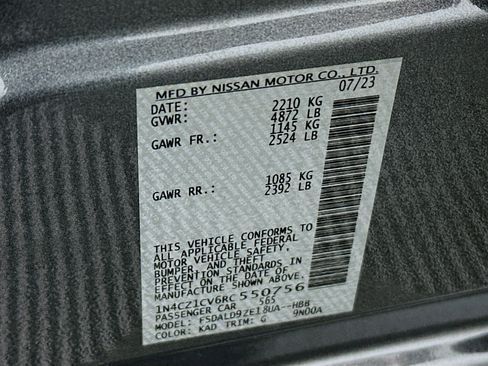 MFD BY NISSAN MOTOR CO., LTD.
07/23
DATE: 2210 KG
GVWR: 4872 LB
1145 KG
GAWR FR.: 2524 LB
1085 KG
GAWR RR.: 2392 LB
THIS VEHICLE CONFORMS TO
ALL APPLICABLE FEDERAL
MOTOR VEHICLE SAFETY
BUMPER, AND THEFT
PREVENTION STANDARDS IN
EFFECT ON THE DATE OF
MANUFACTURE SHOWN ABOVE.
1N4CZ1CV6RC550756
PASSENGER CAR 565
MODEL: FSDALD9ZE18UA--HBB
COLOR: KAD TRIM: G 9N00A